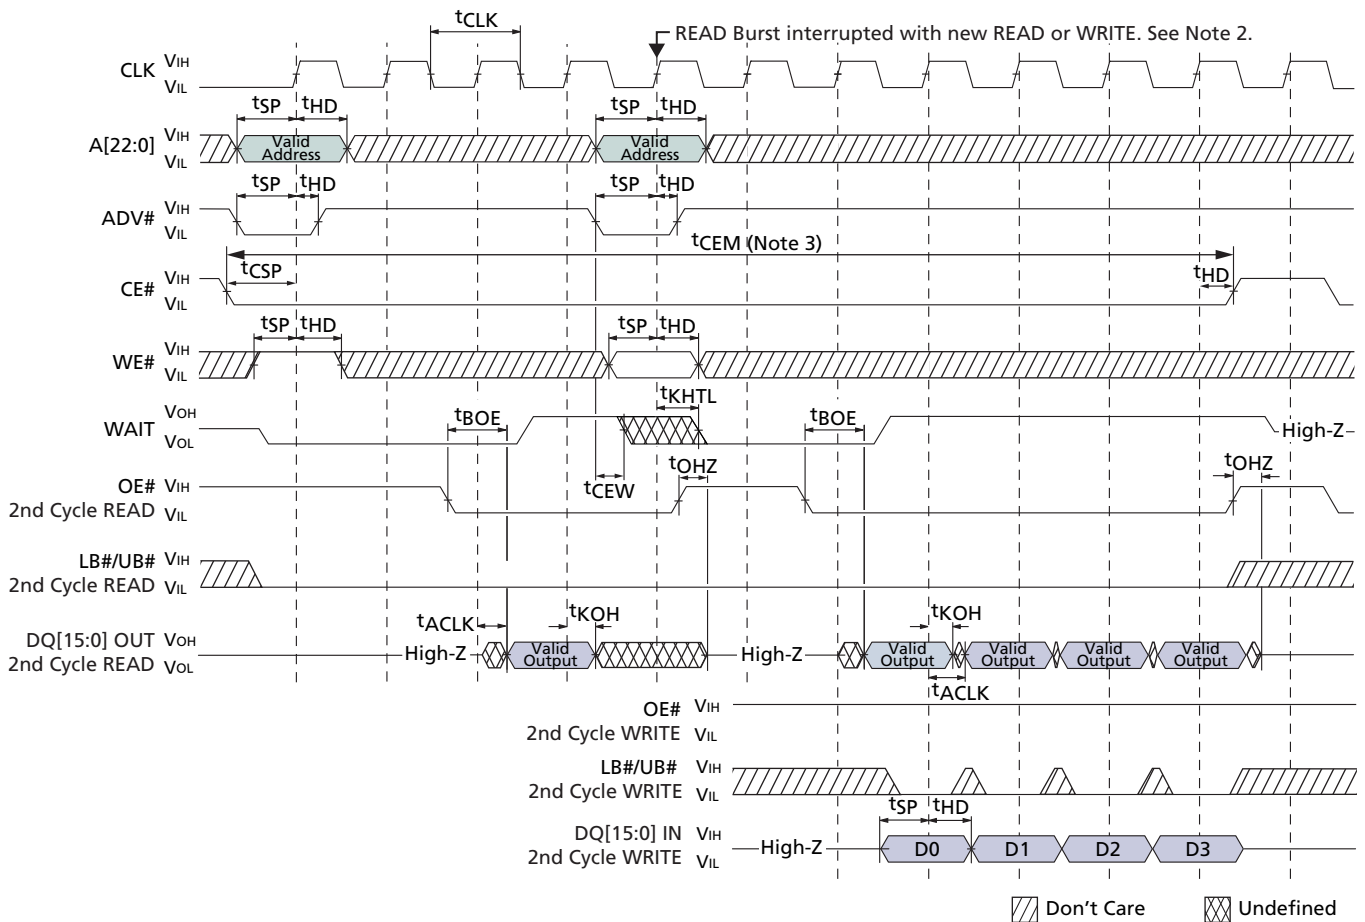 tCLK
READ Burst interrupted with new READ or WRITE. See Note 2.
CLK VIH
VIL
tSP tHD tSP tHD
A[22:0] VIH
VIL
Valid Address
Valid Address
tSP tHD tSP tHD
ADV# VIH
VIL
tCEM (Note 3)
tCSP tHD
CE# VIH
VIL
tSP tHD tSP tHD
WE# VIH
VIL
tKHTL
tBOE tBOE
WAIT VOH
VOL
High-Z
tCEW tOHZ tOHZ
OE# VIH
2nd Cycle READ VIL
LB#/UB# VIH
2nd Cycle READ VIL
tACLK tKOH tKOH
DQ[15:0] OUT VOH
2nd Cycle READ VOL
High-Z Valid Output High-Z Valid Output Valid Output Valid Output Valid Output
tACLK
OE# VIH
2nd Cycle WRITE VIL
LB#/UB# VIH
2nd Cycle WRITE VIL
tSP tHD
DQ[15:0] IN VIH
2nd Cycle WRITE VIL
High-Z D0 D1 D2 D3
Don't Care Undefined